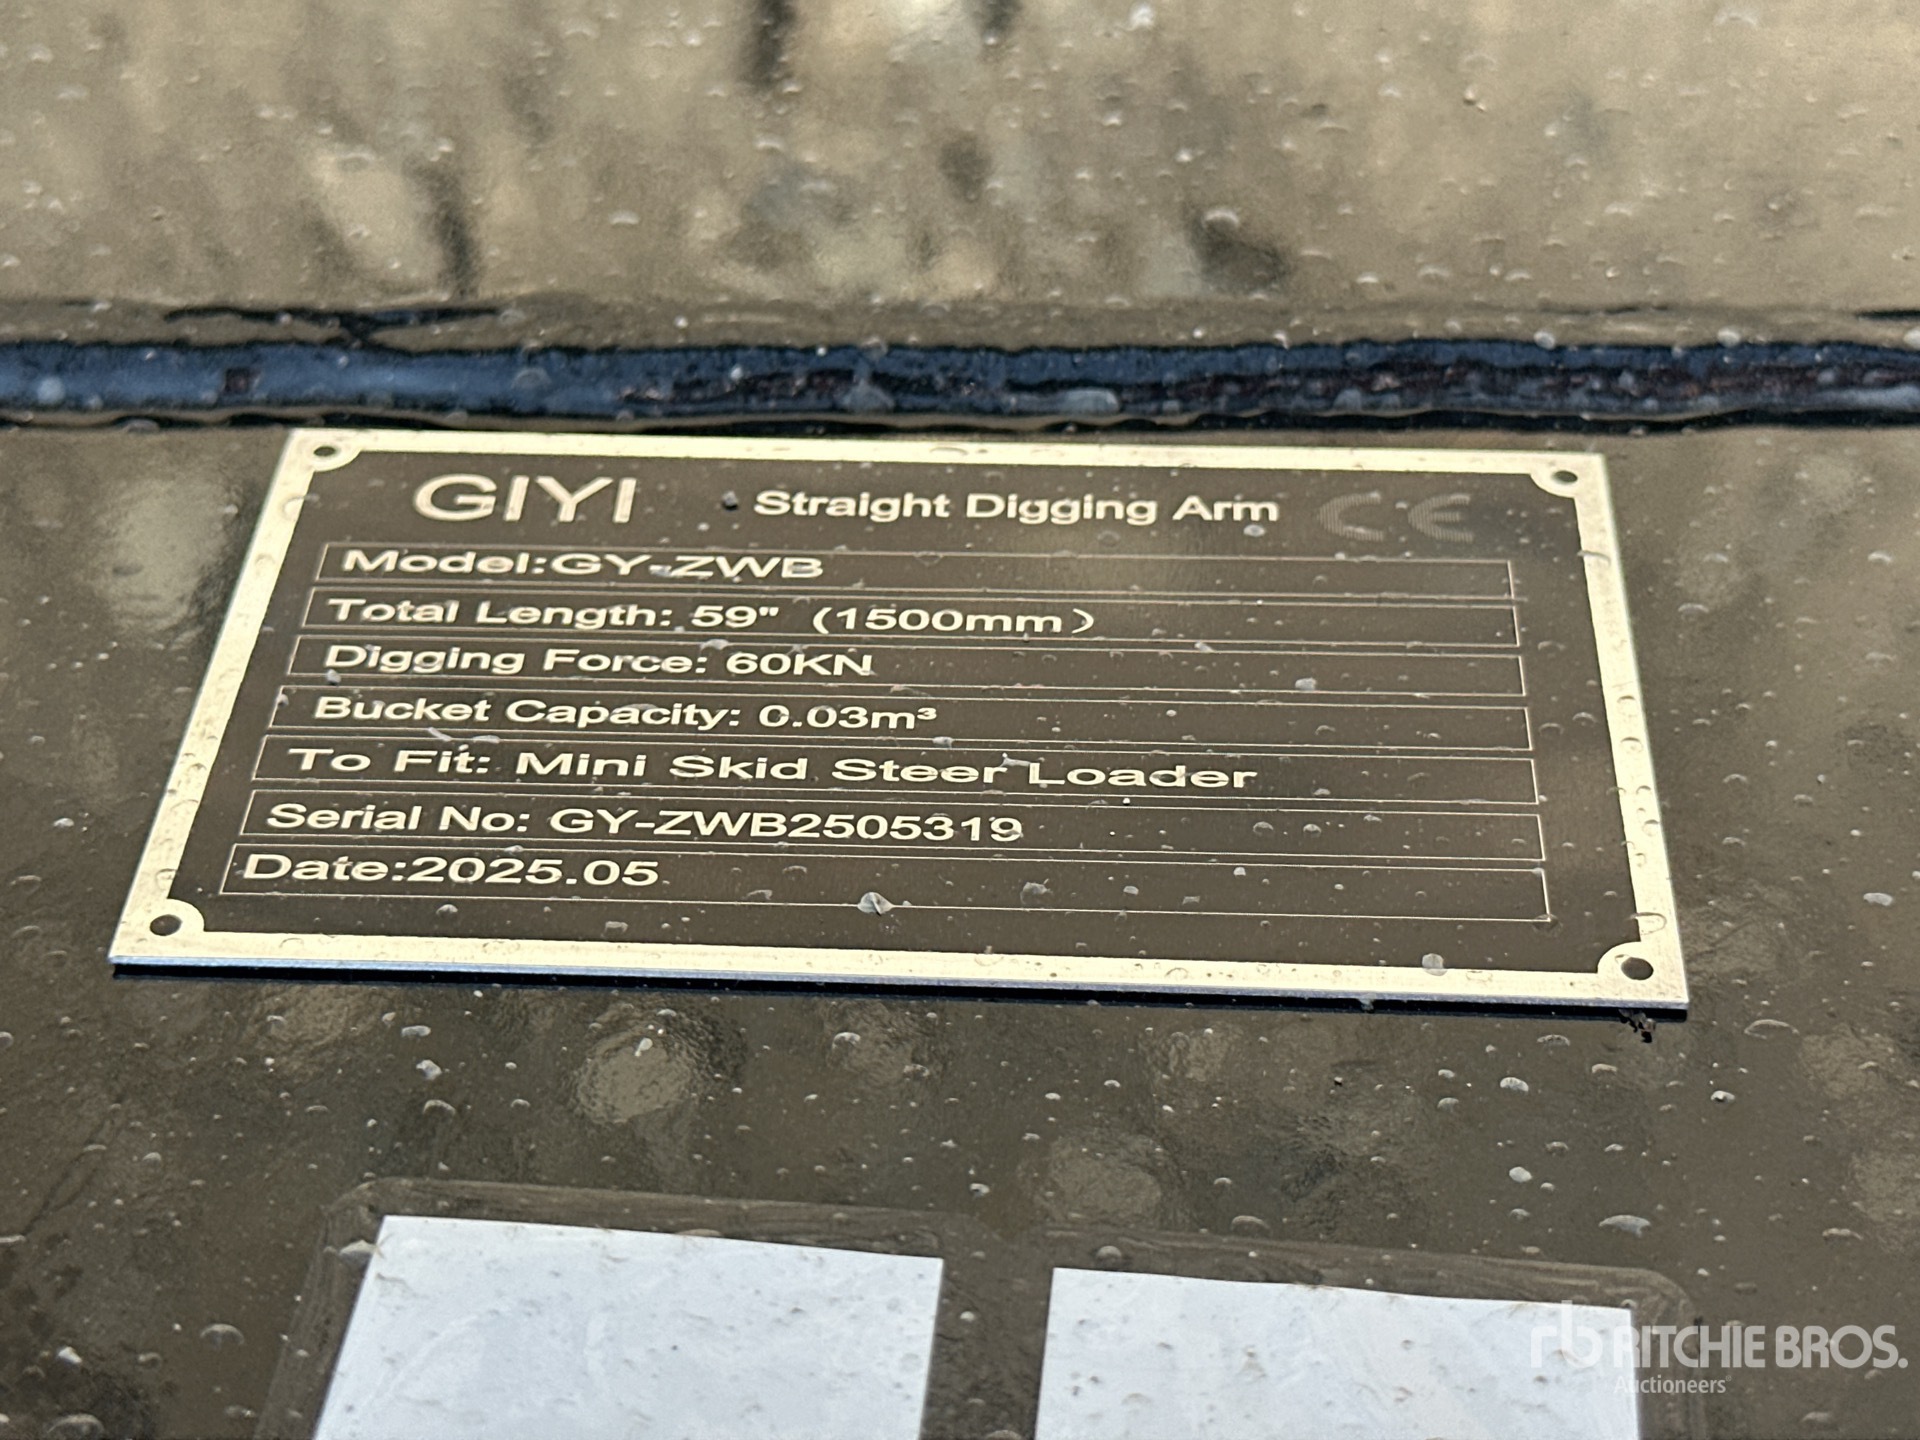 GIYI Straight Digging Arm CE
Model:GY-ZWB
Total Length: 59" (1500mm）
Digging Force: 60KN
Bucket Capacity: 0.03m³
To Fit: Mini Skid Steer Loader
Serial No: GY-ZWB2505319
Date:2025.05
rb RITCHIE BROS.
Auctioneers